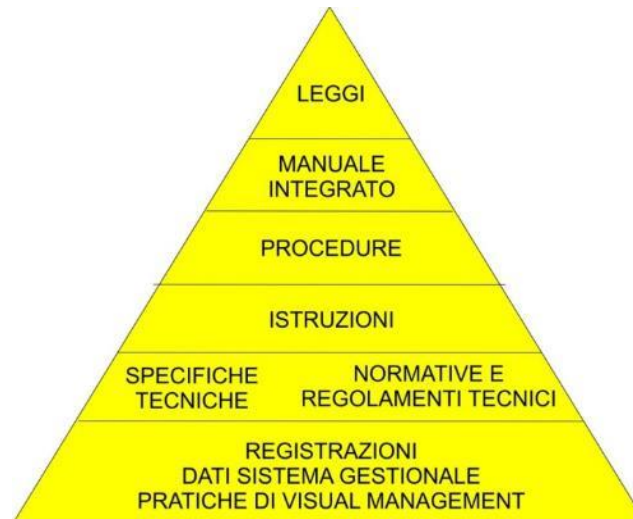 LEGGI
MANUALE
INTEGRATO
PROCEDURE
ISTRUZIONI
SPECIFICHE
TECNICHE
NORMATIVE E
REGOLAMENTI TECNICI
REGISTRAZIONI
DATI SISTEMA GESTIONALE
PRATICHE DI VISUAL MANAGEMENT